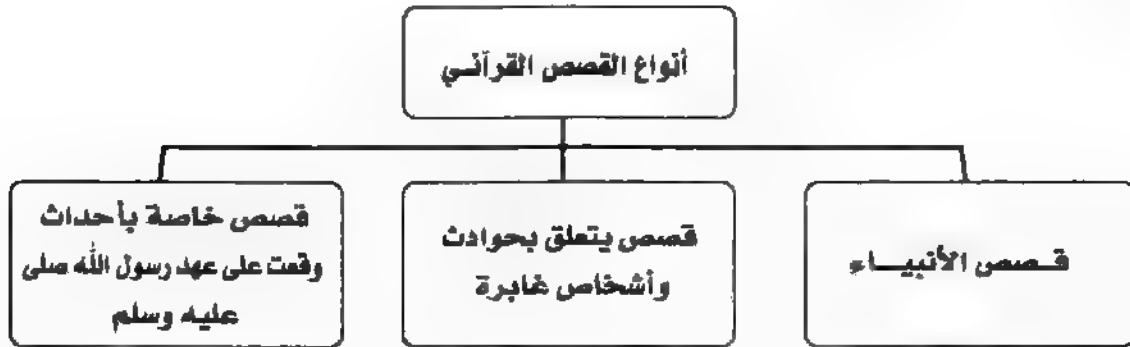 أنواع القصص القرآني
قصص الأنبياء
قصص يتعلق بحوادث
وأشخاص غابرة
قصص خاصة بأحداث
وقعت على عهد رسول الله صلى
عليه وسلم